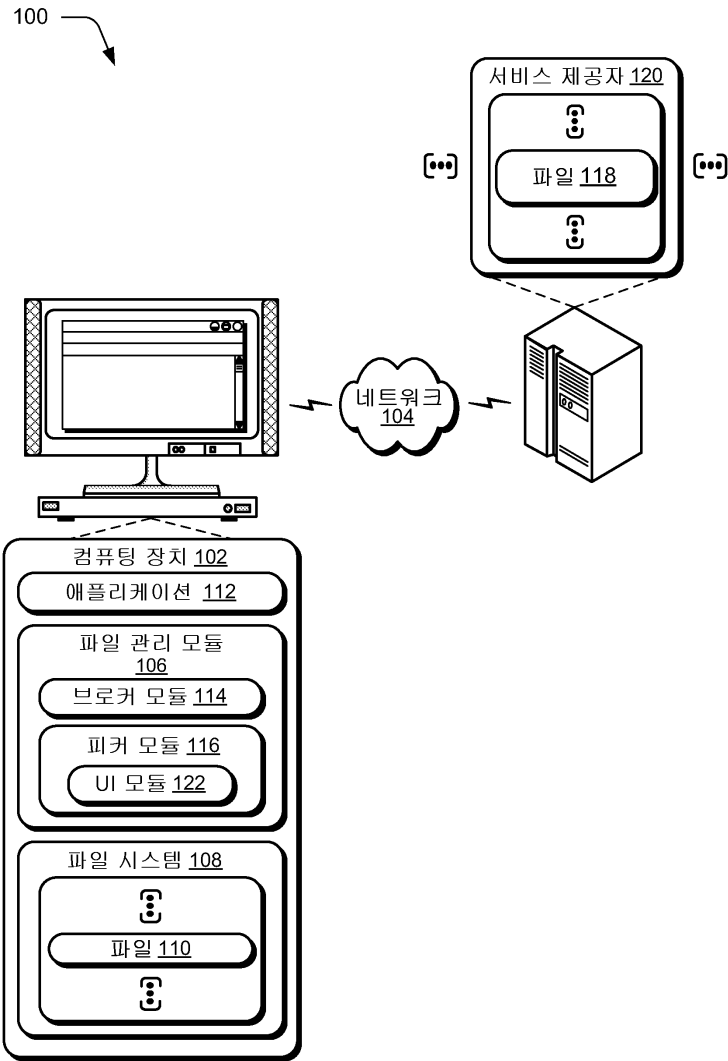 100
서비스 제공자 120
파일 118
네트워크
104
컴퓨팅 장치 102
애플리케이션 112
파일 관리 모듈
106
브로커 모듈 114
피커 모듈 116
UI 모듈 122
파일 시스템 108
파일 110